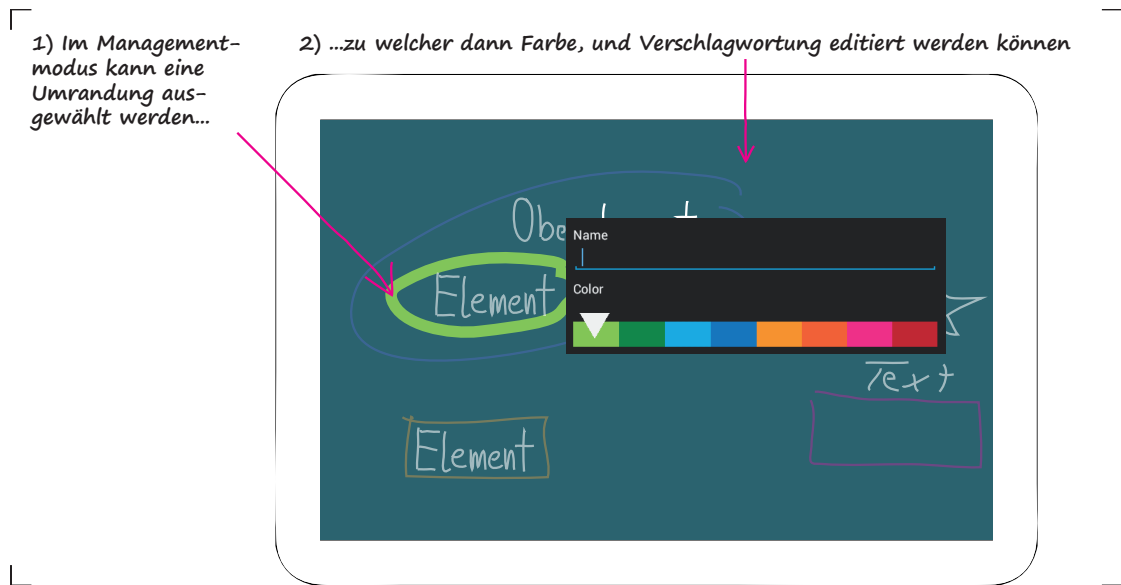 1) Im Management-
modus kann eine
Umrandung aus-
gewählt werden...
2) ...zu welcher dann Farbe, und Verschlagwortung editiert werden können
Name
Element
Color
Text
Element